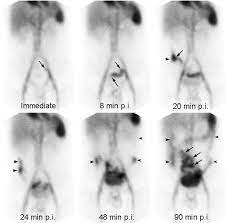 Immediate
8 min p.i.
20 min p.i.
24 min p.i.
48 min p.i.
90 min p.i.